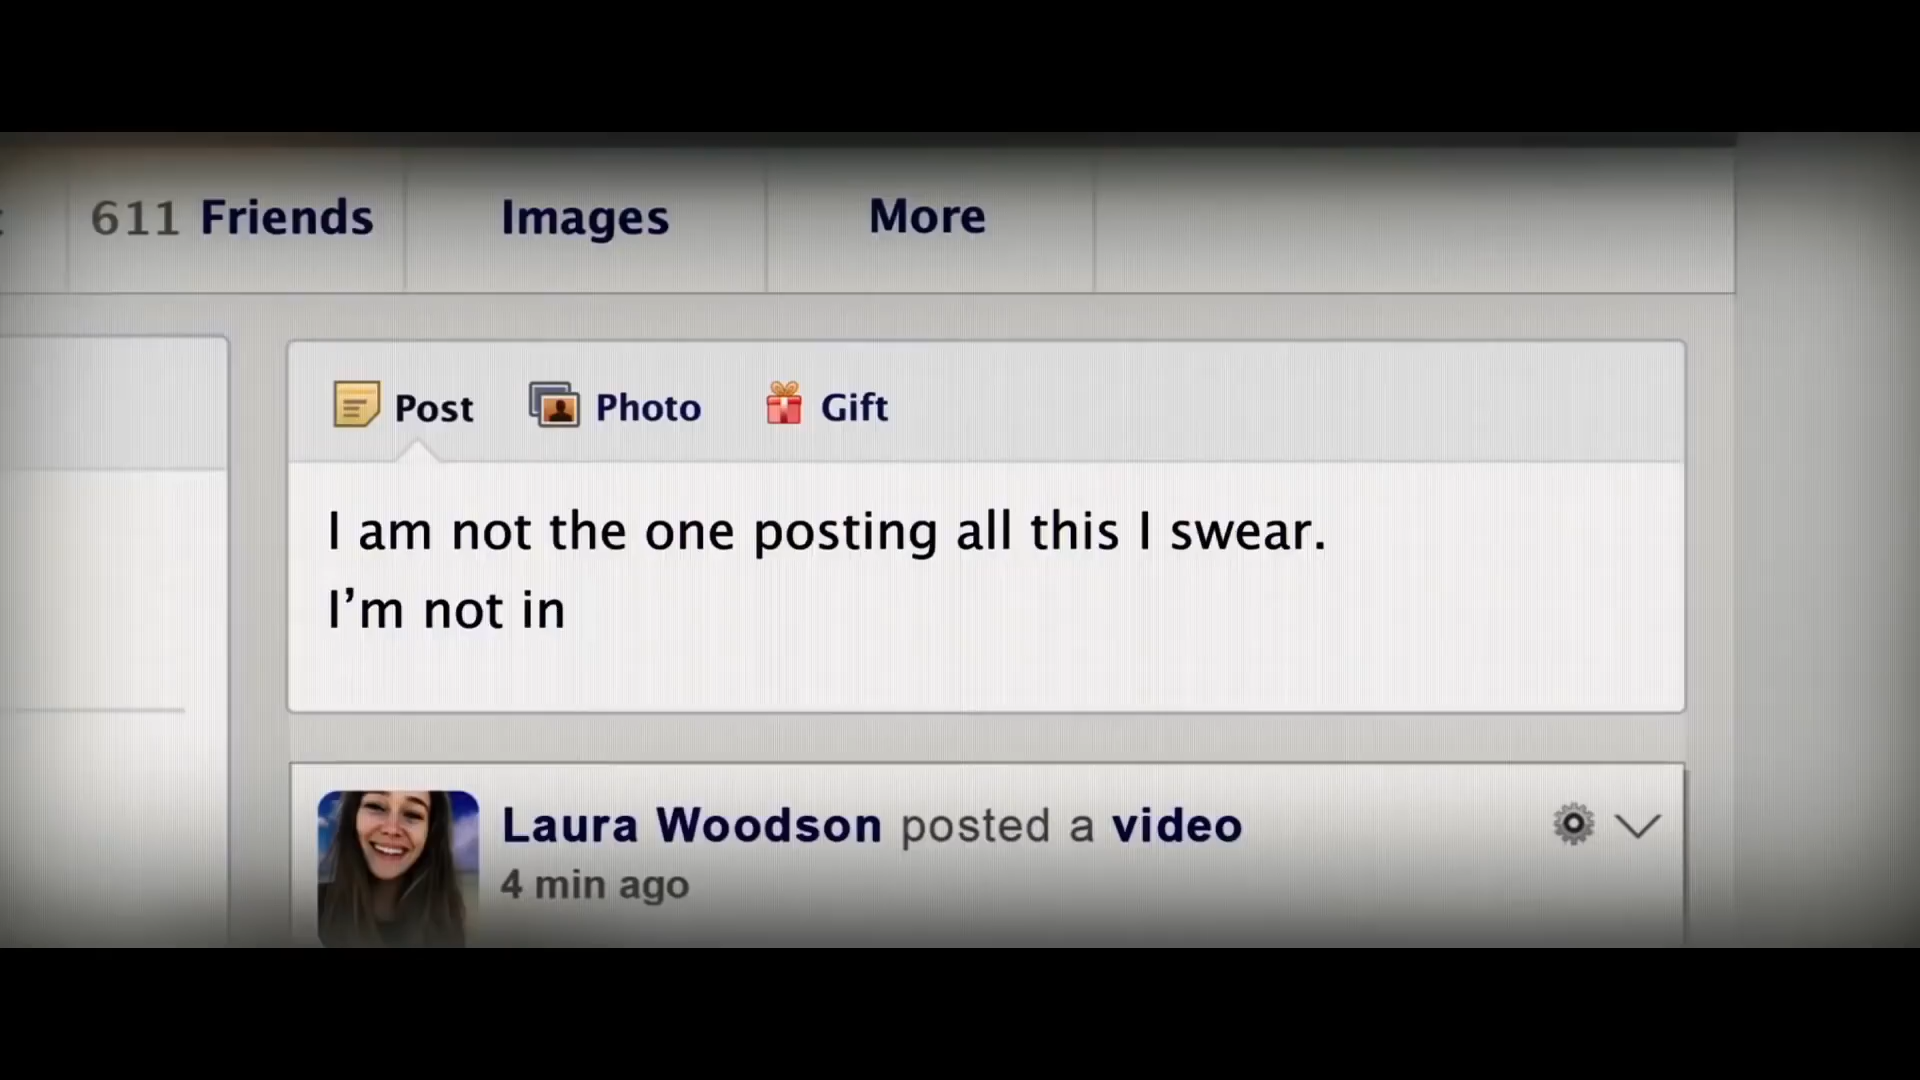 611 Friends Images More
Post Photo Gift
I am not the one posting all this I swear.
I’m not in
Laura Woodson posted a video
4 min ago